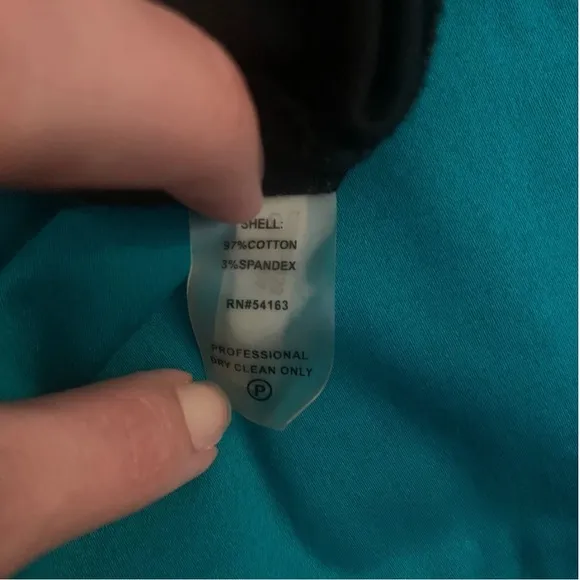 SHELL:
97%COTTON
3%SPANDEX
RN#54163
PROFESSIONAL
DRY CLEAN ONLY
P